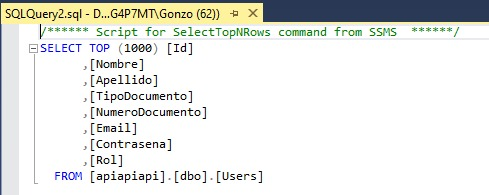 SQLQuery2.sql - D...G4P7MT\Gonzo (62))
/****** Script for SelectTopNRows command from SSMS  ******/
SELECT TOP (1000) [Id]
      ,[Nombre]
      ,[Apellido]
      ,[TipoDocumento]
      ,[NumeroDocumento]
      ,[Email]
      ,[Contrasena]
      ,[Rol]
  FROM [apiapiapi].[dbo].[Users]